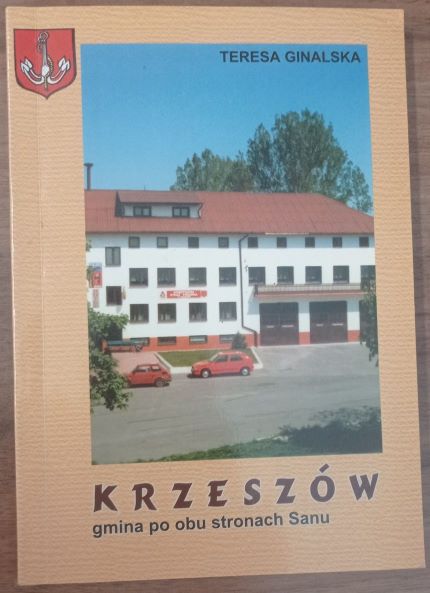 TERESA GINALSKA
KRZESZÓW
gmina po obu stronach Sanu